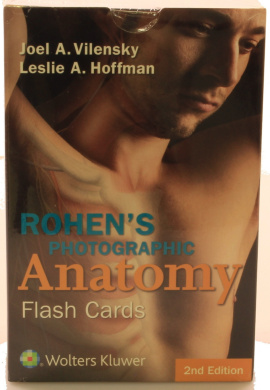 Joel A. Vilensky
Leslie A. Hoffman
ROHEN'S
PHOTOGRAPHIC
Anatomy
Flash Cards
Wolters Kluwer
2nd Edition